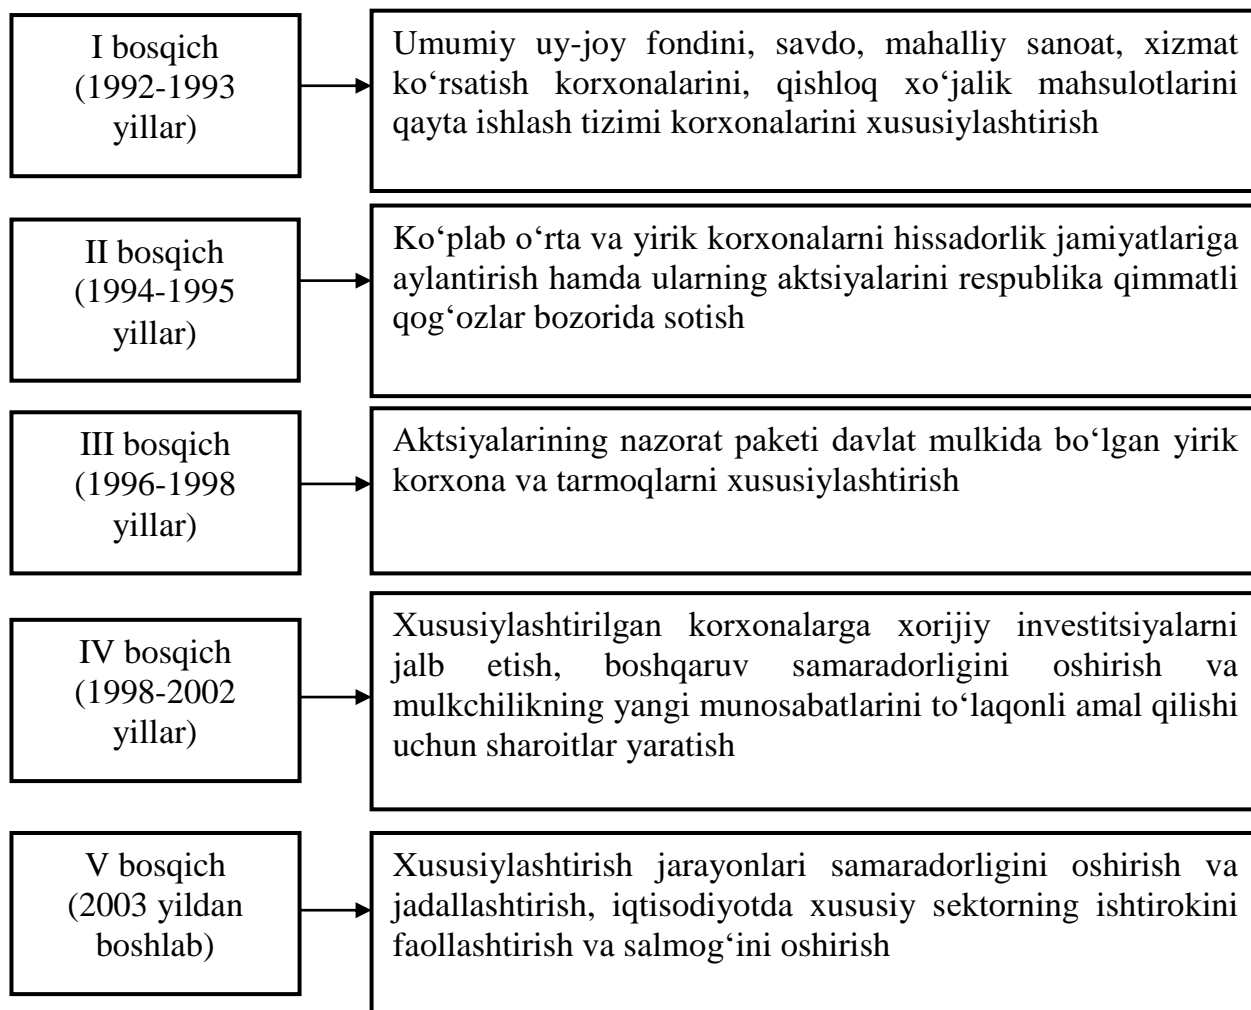 I bosqich
(1992-1993
yillar)
Umumiy uy-joy fondini, savdo, mahalliy sanoat, xizmat
ko‘rsatish korxonalarini, qishloq xo‘jalik mahsulotlarini
qayta ishlash tizimi korxonalarini xususiylashtirish
II bosqich
(1994-1995
yillar)
Ko‘plab o‘rta va yirik korxonalarni hissadorlik jamiyatlariga
aylantirish hamda ularning aktsiyalarini respublika qimmatli
qog‘ozlar bozorida sotish
III bosqich
(1996-1998
yillar)
Aktsiyalarining nazorat paketi davlat mulkida bo‘lgan yirik
korxona va tarmoqlarni xususiylashtirish
IV bosqich
(1998-2002
yillar)
Xususiylashtirilgan korxonalarga xorijiy investitsiyalarni
jalb etish, boshqaruv samaradorligini oshirish va
mulkchilikning yangi munosabatlarini to‘laqonli amal qilishi
uchun sharoitlar yaratish
V bosqich
(2003 yildan
boshlab)
Xususiylashtirish jarayonlari samaradorligini oshirish va
jadallashtirish, iqtisodiyotda xususiy sektorning ishtirokini
faollashtirish va salmog‘ini oshirish